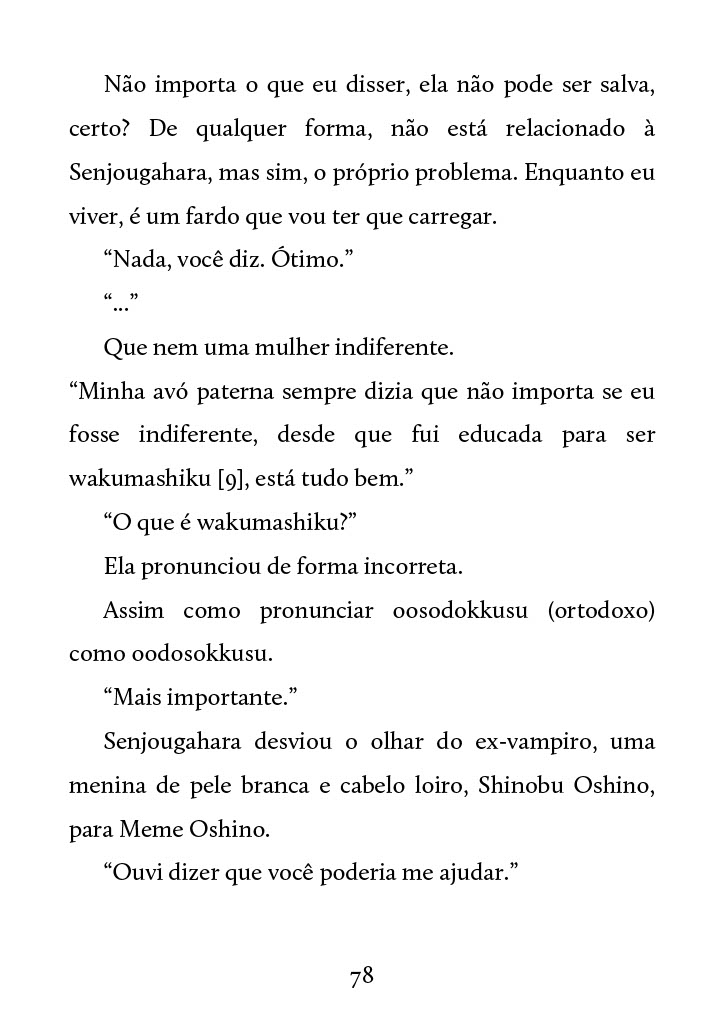 Não importa o que eu disser, ela não pode ser salva,
certo? De qualquer forma, não está relacionado à
Senjougahara, mas sim, o próprio problema. Enquanto eu
viver, é um fardo que vou ter que carregar.
“Nada, você diz. Ótimo.”
“...”
Que nem uma mulher indiferente.
“Minha avó paterna sempre dizia que não importa se eu
fosse indiferente, desde que fui educada para ser
wakumashiku [9], está tudo bem.”
“O que é wakumashiku?”
Ela pronunciou de forma incorreta.
Assim como pronunciar oosodokkusu (ortodoxo)
como oodosokkusu.
“Mais importante.”
Senjougahara desviou o olhar do ex-vampiro, uma
menina de pele branca e cabelo loiro, Shinobu Oshino,
para Meme Oshino.
“Ouvi dizer que você poderia me ajudar.”
78